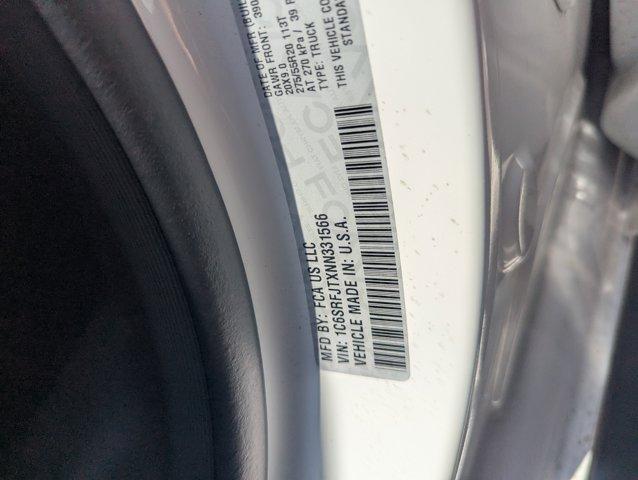 MFD BY: FCA US LLC
VIN: 1C6SRFJTXNN331566
VEHICLE MADE IN: U.S.A.
DATE OF MFR (BUIL
GAWR FRONT: 390
20X9.0
275/55R20 113T
AT 270 kPa / 39 P
TYPE: TRUCK
THIS VEHICLE CO
STANDA